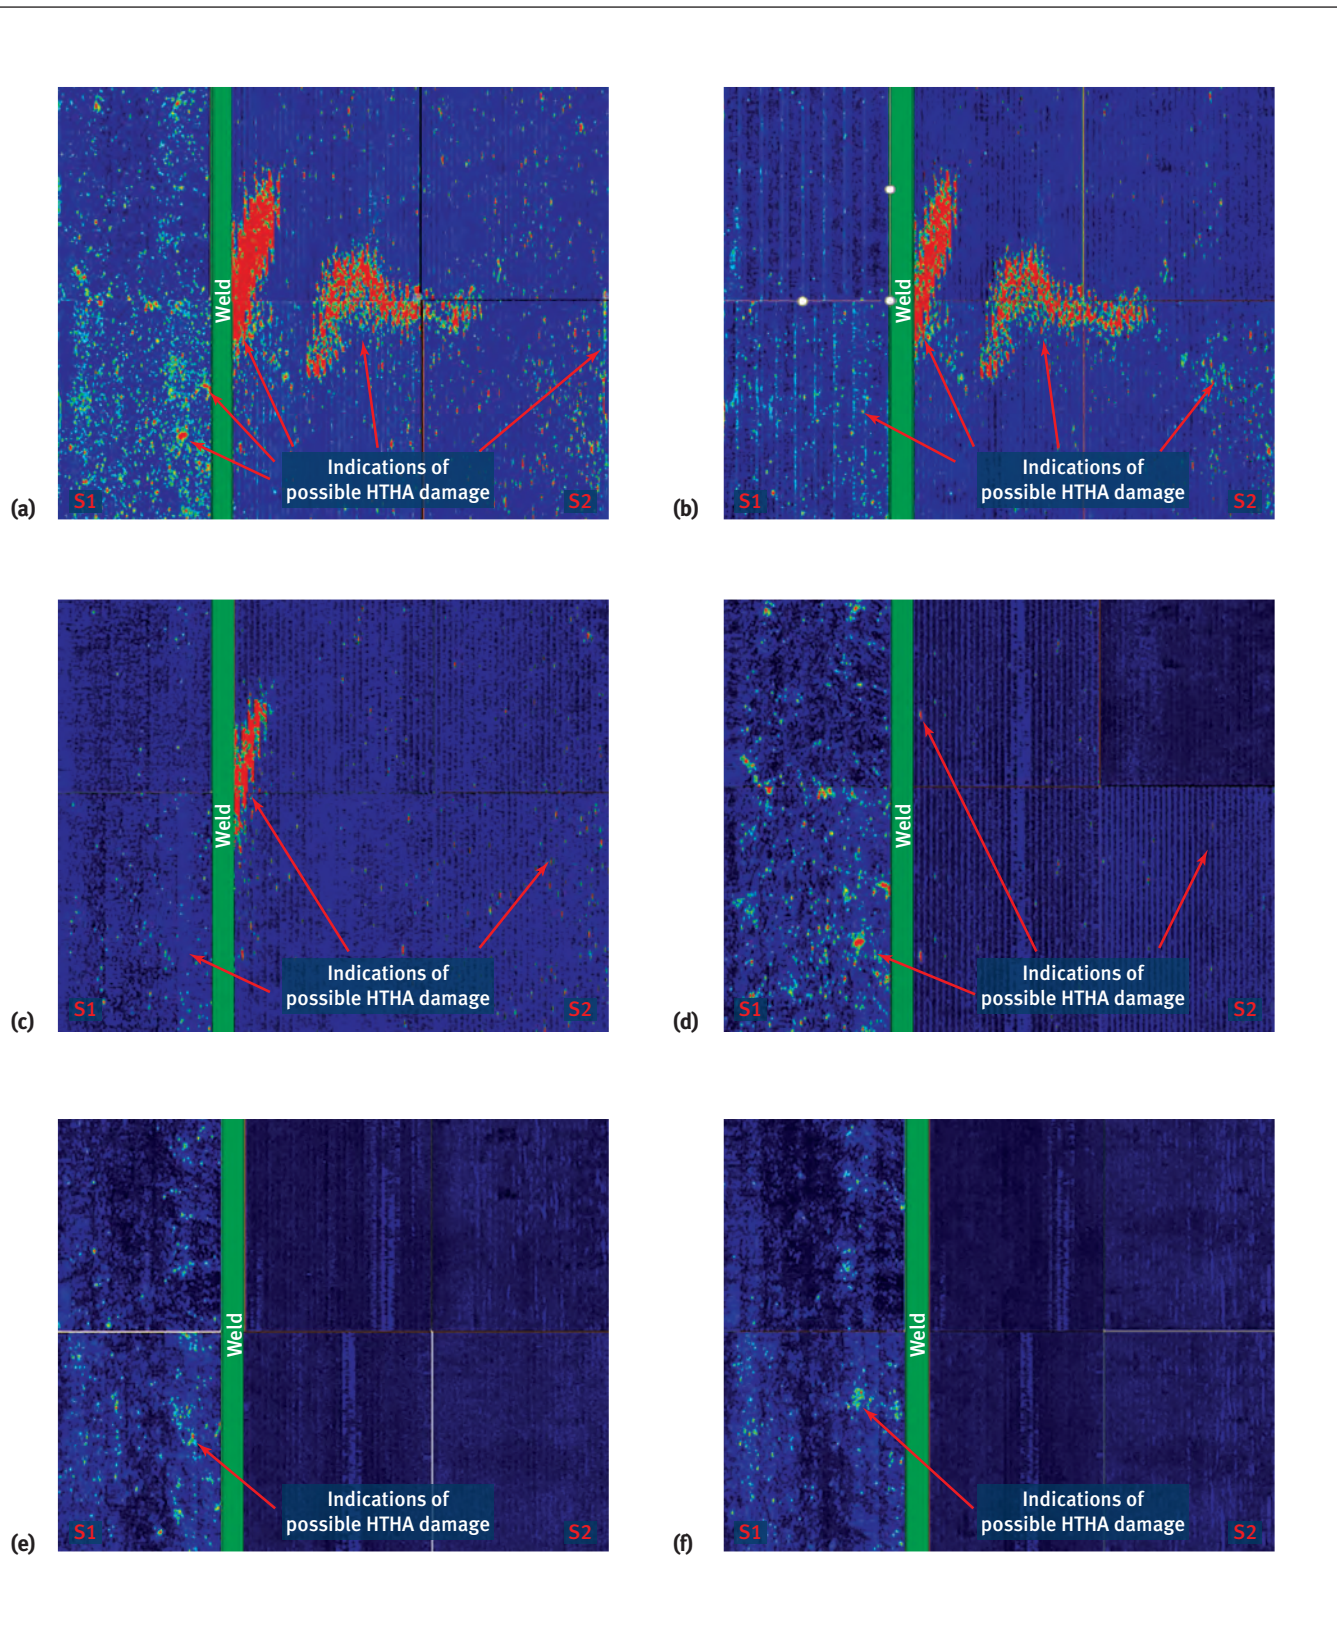 Weld
Indications of
possible HTHA damage
S1
S2
(a)
Weld
Indications of
possible HTHA damage
S1
S2
(b)
Weld
Indications of
possible HTHA damage
S1
S2
(c)
Weld
Indications of
possible HTHA damage
S1
S2
(d)
Weld
Indications of
possible HTHA damage
S1
S2
(e)
Weld
Indications of
possible HTHA damage
S1
S2
(f)